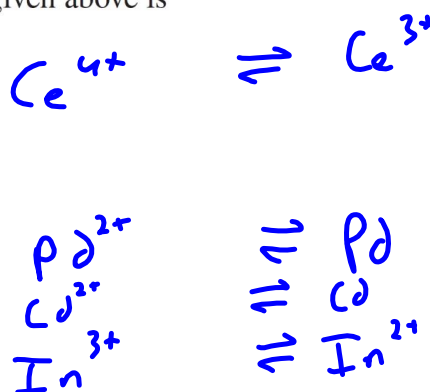 given above is
Ce⁴⁺ ⇌ Ce³⁺
Pd²⁺ ⇌ Pd
Cd²⁺ ⇌ Cd
In³⁺ ⇌ In²⁺